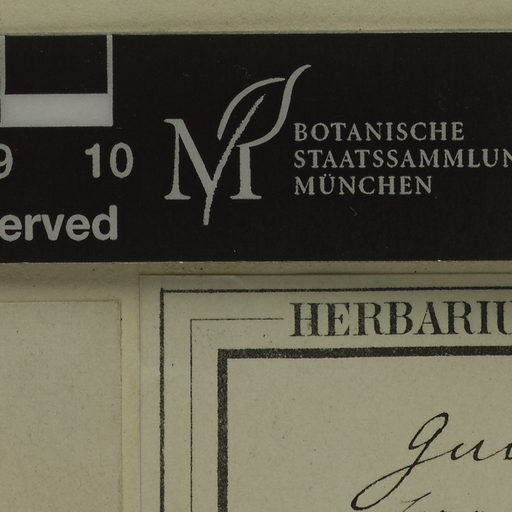 9 10
erved
M
BOTANISCHE
STAATSSAMMLUN
MÜNCHEN
HERBARIU